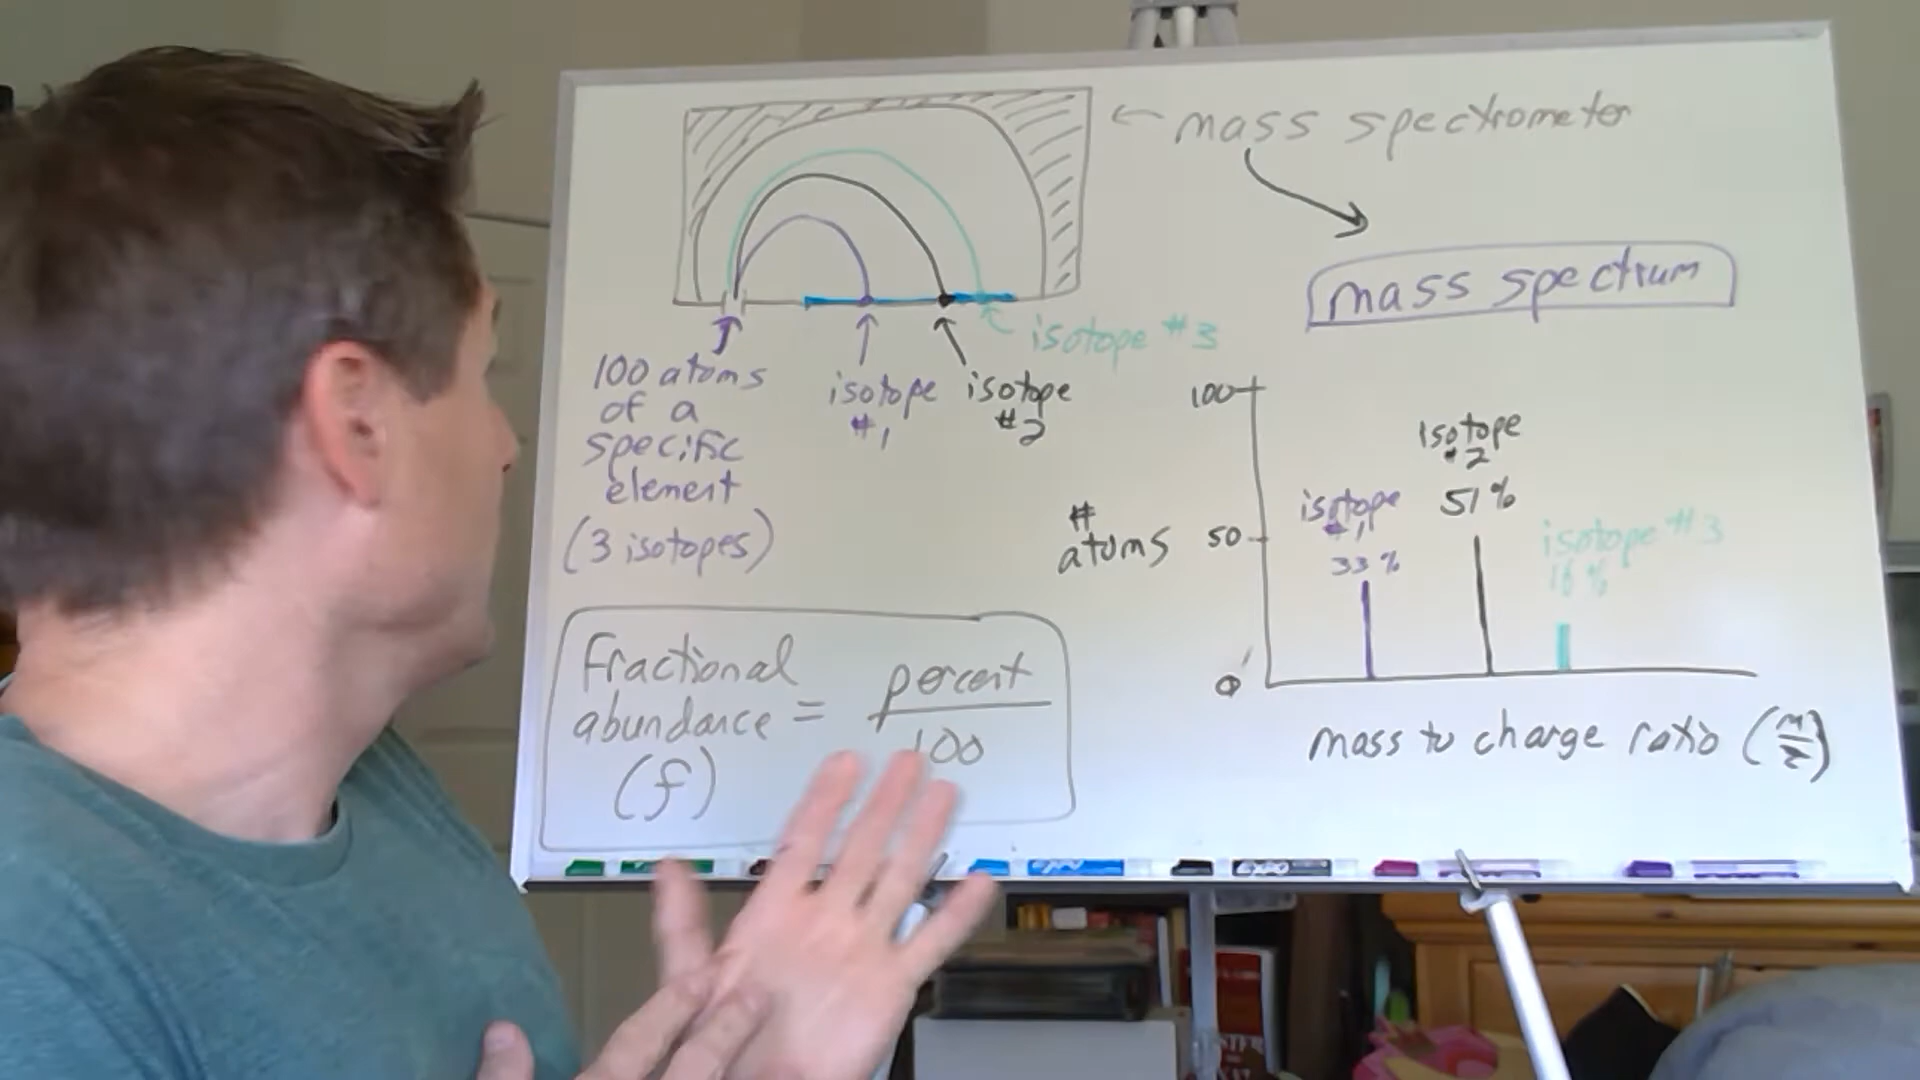 ← mass spectrometer
mass spectrum
isotope #3
100 atoms
of a
specific
element
(3 isotopes)
isotope
#1
isotope
#2
100
50
0
#
atoms
isotope
#1
33%
isotope
#2
51%
isotope #3
16%
mass to charge ratio (m/z)
Fractional
abundance =
(f)
percent
100
EXPO
EXPO